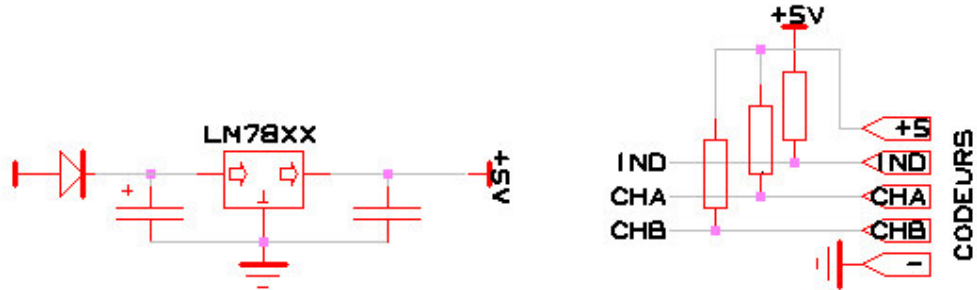 LM78XX
+
+5V
+5V
+5
IND
IND
CHA
CHA
CHB
CHB
-
CODEURS